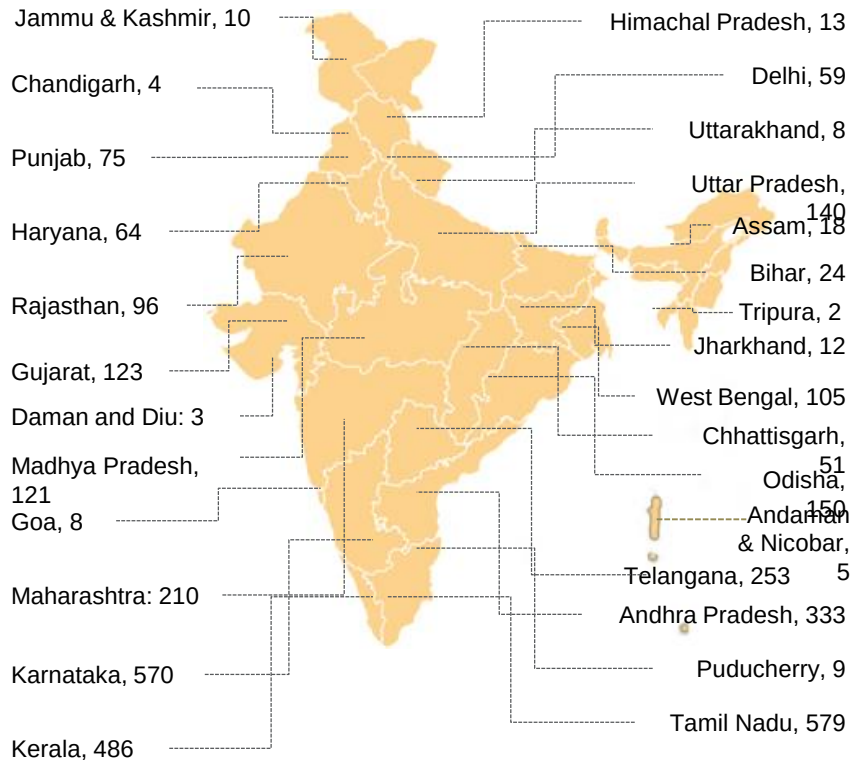 Jammu & Kashmir, 10
Chandigarh, 4
Punjab, 75
Haryana, 64
Rajasthan, 96
Gujarat, 123
Daman and Diu: 3
Madhya Pradesh,
121
Goa, 8
Maharashtra: 210
Karnataka, 570
Kerala, 486
Himachal Pradesh, 13
Delhi, 59
Uttarakhand, 8
Uttar Pradesh,
140
Assam, 18
Bihar, 24
Tripura, 2
Jharkhand, 12
West Bengal, 105
Chhattisgarh,
51
Odisha,
150
Andaman
& Nicobar,
5
Telangana, 253
Andhra Pradesh, 333
Puducherry, 9
Tamil Nadu, 579